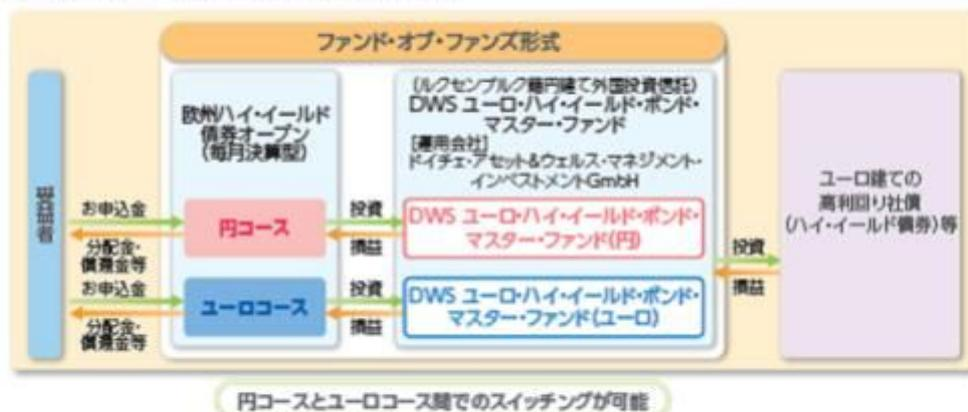 ファンド・オブ・ファンズ形式
受益者
お申込金
分配金・
償還金等
お申込金
分配金・
償還金等
欧州ハイ・イールド
債券オープン
(毎月決算型)
円コース
ユーロコース
投資
損益
投資
損益
(ルクセンブルク籍円建て外国投資信託)
DWS ユーロ・ハイ・イールド・ボンド・
マスター・ファンド
[運用会社]
ドイチェ・アセット&ウェルス・マネジメント・
インベストメントGmbH
DWS ユーロ・ハイ・イールド・ボンド・
マスター・ファンド(円)
DWS ユーロ・ハイ・イールド・ボンド・
マスター・ファンド(ユーロ)
投資
損益
ユーロ建ての
高利回り社債
(ハイ・イールド債券)等
円コースとユーロコース間でのスイッチングが可能